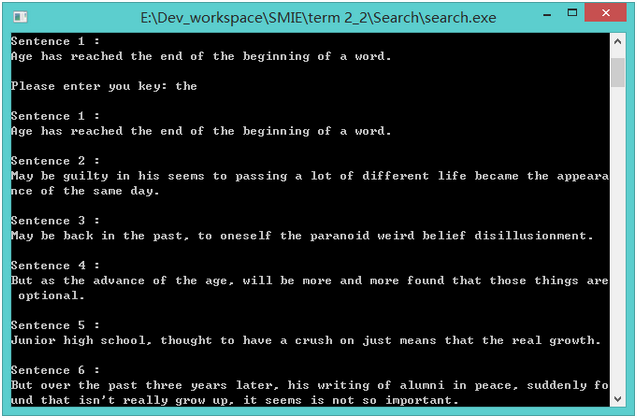 E:\Dev_workspace\SMIE\term 2_2\Search\search.exe
Sentence 1 :
Age has reached the end of the beginning of a word.
Please enter you key: the
Sentence 1 :
Age has reached the end of the beginning of a word.
Sentence 2 :
May be guilty in his seems to passing a lot of different life became the appeara
nce of the same day.
Sentence 3 :
May be back in the past, to oneself the paranoid weird belief disillusionment.
Sentence 4 :
But as the advance of the age, will be more and more found that those things are
 optional.
Sentence 5 :
Junior high school, thought to have a crush on just means that the real growth.
Sentence 6 :
But over the past three years later, his writing of alumni in peace, suddenly fo
und that isn't really grow up, it seems is not so important.